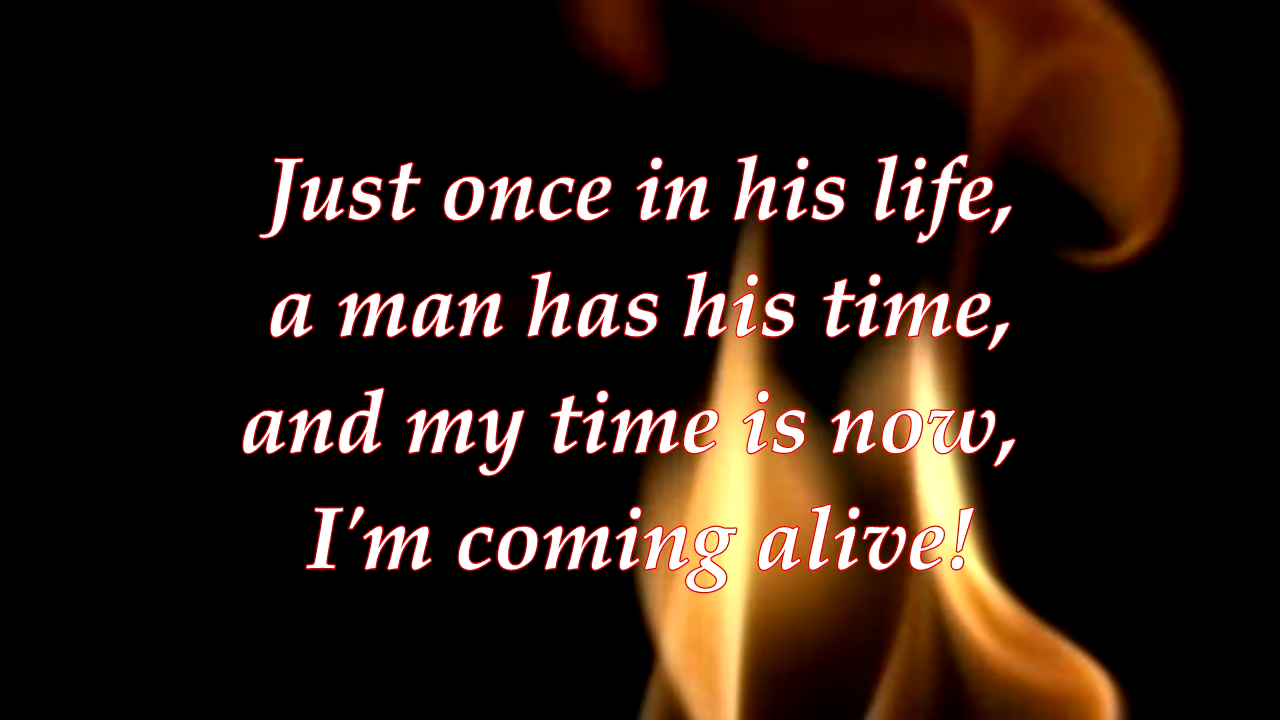 Just once in his life,
a man has his time,
and my time is now,
I'm coming alive!